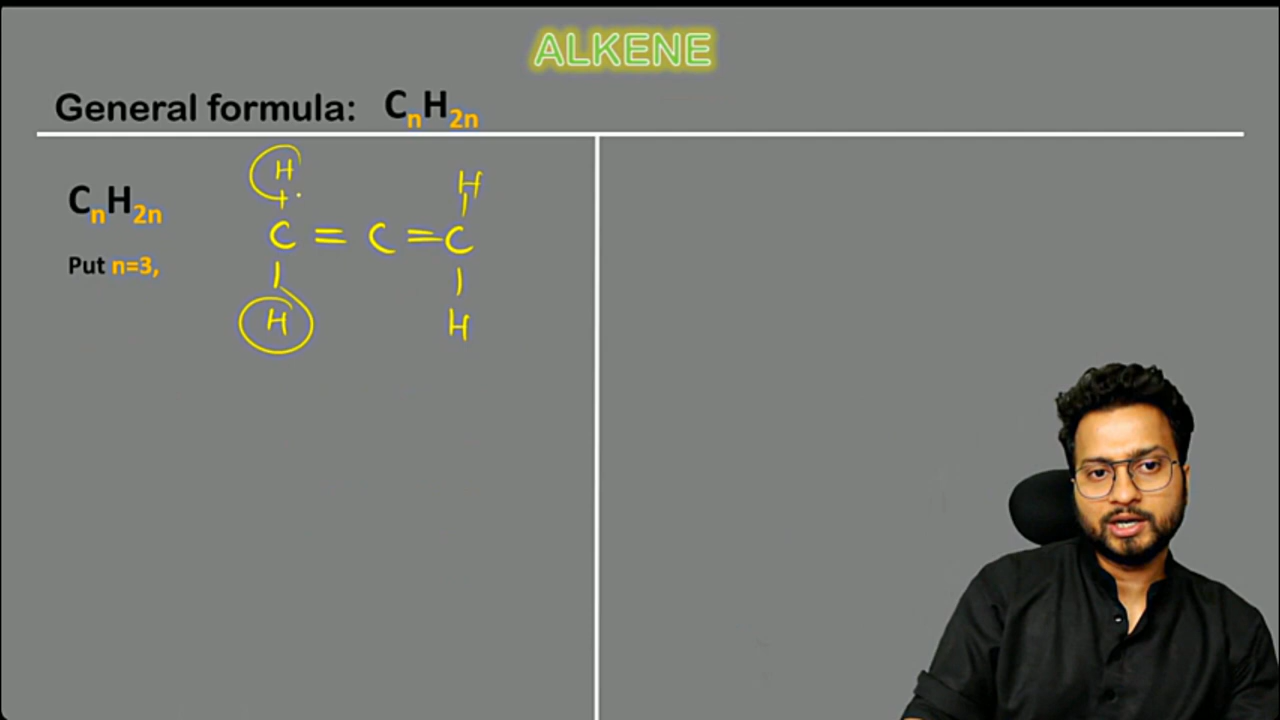 ALKENE
General formula: CnH2n
CnH2n
Put n=3,
H H
C = C = C
H H